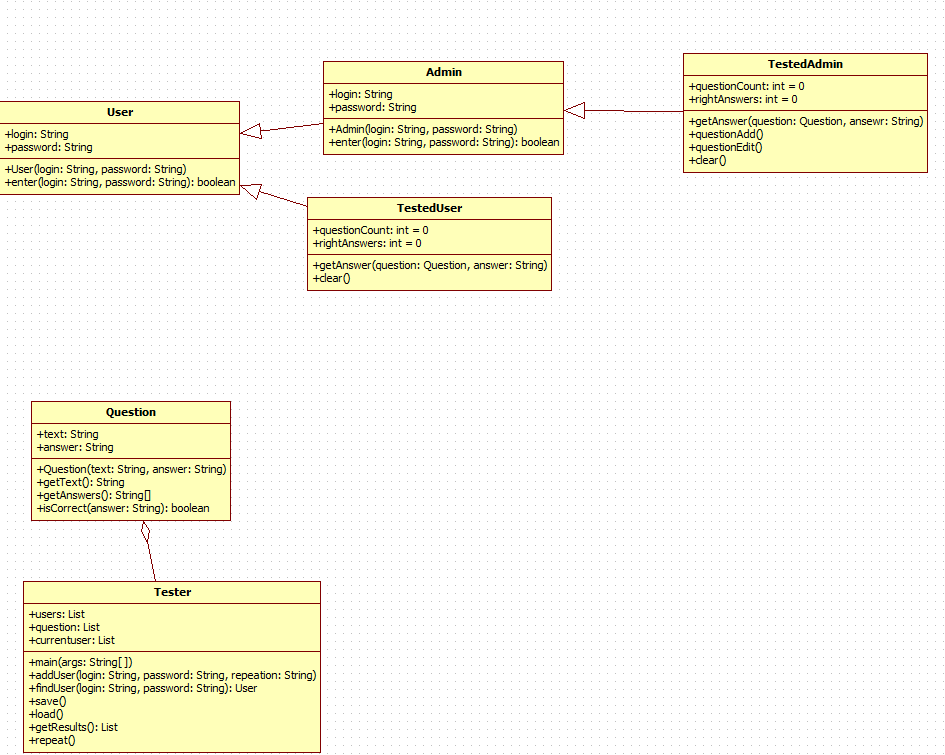 User
+login: String
+password: String
+User(login: String, password: String)
+enter(login: String, password: String): boolean
Admin
+login: String
+password: String
+Admin(login: String, password: String)
+enter(login: String, password: String): boolean
TestedAdmin
+questionCount: int = 0
+rightAnswers: int = 0
+getAnswer(question: Question, ansewr: String)
+questionAdd()
+questionEdit()
+clear()
TestedUser
+questionCount: int = 0
+rightAnswers: int = 0
+getAnswer(question: Question, answer: String)
+clear()
Question
+text: String
+answer: String
+Question(text: String, answer: String)
+getText(): String
+getAnswers(): String[]
+isCorrect(answer: String): boolean
Tester
+users: List
+question: List
+currentuser: List
+main(args: String[ ])
+addUser(login: String, password: String, repeation: String)
+findUser(login: String, password: String): User
+save()
+load()
+getResults(): List
+repeat()